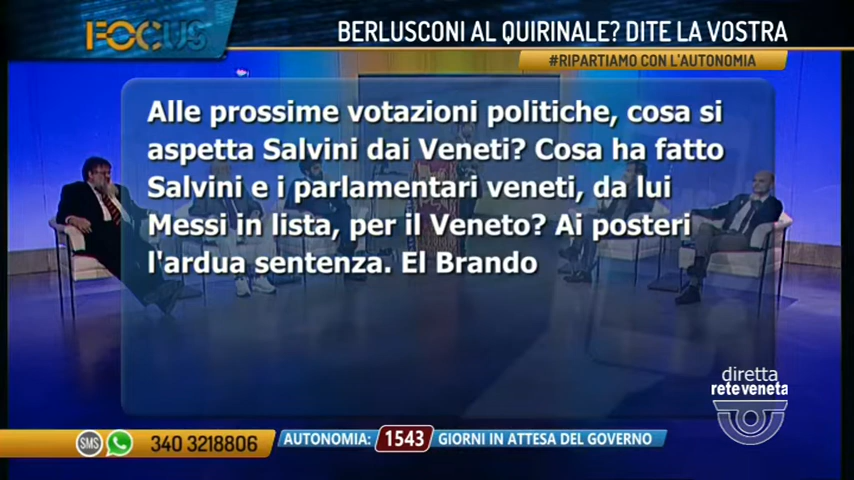 FOCUS
BERLUSCONI AL QUIRINALE? DITE LA VOSTRA
#RIPARTIAMO CON L'AUTONOMIA
Alle prossime votazioni politiche, cosa si
aspetta Salvini dai Veneti? Cosa ha fatto
Salvini e i parlamentari veneti, da lui
Messi in lista, per il Veneto? Ai posteri
l'ardua sentenza. El Brando
diretta
reteveneta
SMS 340 3218806 AUTONOMIA: 1543 GIORNI IN ATTESA DEL GOVERNO